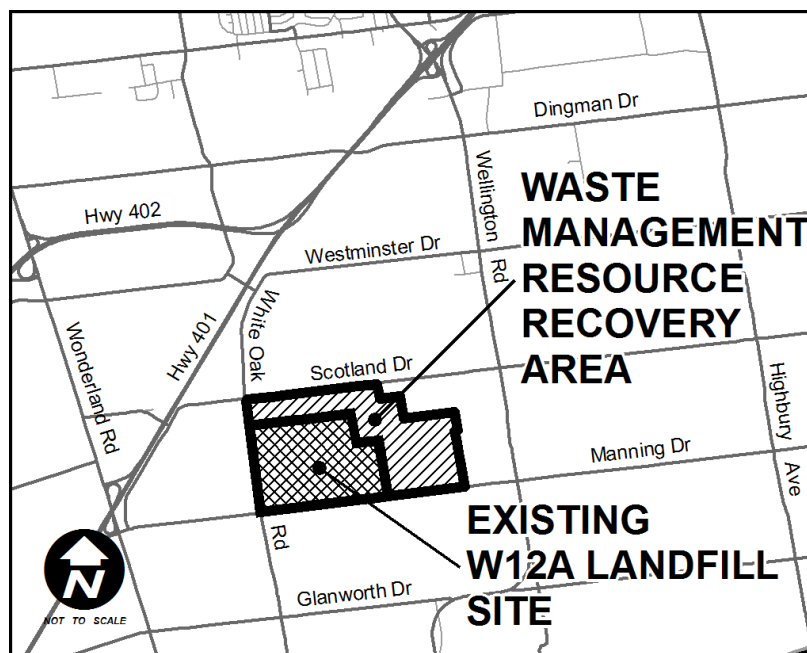 Dingman Dr
Hwy 402
Wellington
Rd
WASTE
MANAGEMENT
RESOURCE
RECOVERY
AREA
Westminster Dr
White Oak
Rd
Hwy 401
Wonderland Rd
Scotland Dr
Highbury
Ave
Manning Dr
EXISTING
W12A LANDFILL
SITE
Glanworth Dr
N
NOT TO SCALE